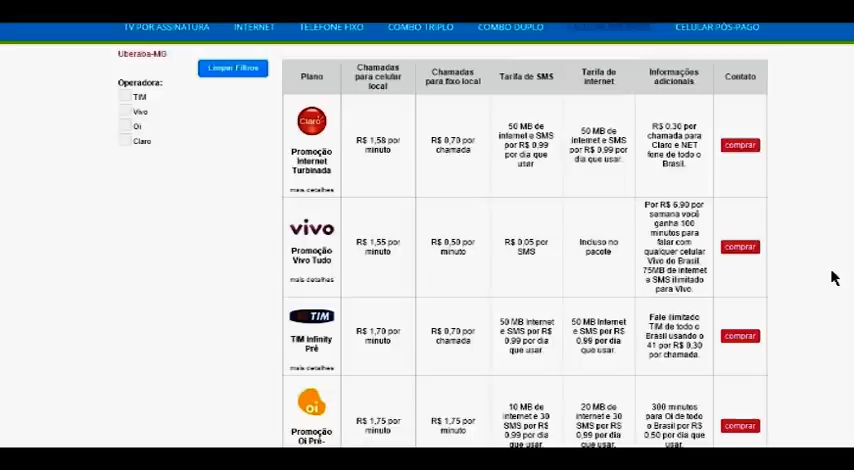 TV POR ASSINATURA INTERNET TELEFONE FIXO COMBO TRIPLO COMBO DUPLO CELULAR PÓS-PAGO
Uberaba-MG
Limpar Filtros
Operadora:
TIM
Vivo
Oi
Claro
Plano
Chamadas
para celular
local
Chamadas
para fixo local
Tarifa de SMS
Tarifa de
internet
Informações
adicionais
Contato
Claro
Promoção
Internet
Turbinada
mais detalhes
R$ 1,58 por
minuto
R$ 0,70 por
chamada
50 MB de
internet e SMS
por R$ 0,99
por dia que
usar
50 MB de
internet e SMS
por R$ 0,99 por
dia que usar.
R$ 0,30 por
chamada para
Claro e NET
fone de todo o
Brasil.
comprar
vivo
Promoção
Vivo Tudo
mais detalhes
R$ 1,55 por
minuto
R$ 0,50 por
minuto
R$ 0,05 por
SMS
Incluso no
pacote
Por R$ 6,90 por
semana você
ganha 100
minutos para
falar com
qualquer celular
Vivo do Brasil.
75MB de internet
e SMS ilimitado
para Vivo.
comprar
TIM
TIM Infinity
Pré
mais detalhes
R$ 1,70 por
minuto
R$ 0,70 por
chamada
50 MB Internet
e SMS por R$
0,99 por dia
que usar.
50 MB Internet
e SMS por R$
0,99 por dia
que usar.
Fale ilimitado
TIM de todo o
Brasil usando o
41 por R$ 0,30
por chamada.
comprar
oi
Promoção
Oi Pré-
R$ 1,75 por
minuto
R$ 1,75 por
minuto
10 MB de
internet e 30
SMS por R$
0,99 por dia
que usar
20 MB de
internet e 30
SMS por R$
0,99 por dia
que usar.
300 minutos
para Oi de todo
o Brasil por R$
0,50 por dia que
usar.
comprar